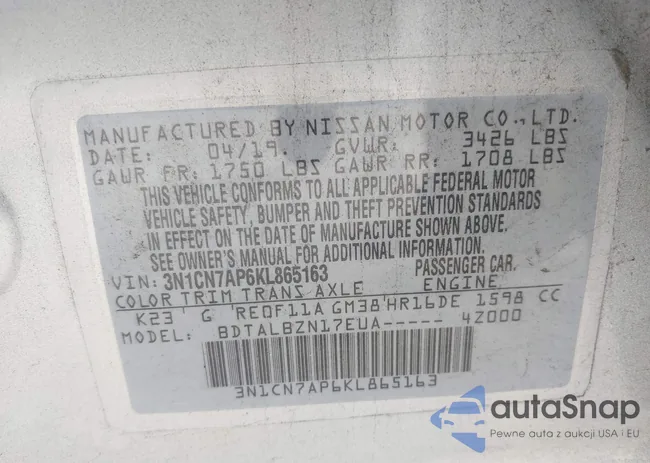 MANUFACTURED BY NISSAN MOTOR CO., LTD.
DATE: 04/19. GVWR: 3426 LBS
GAWR FR: 1750 LBS GAWR RR: 1708 LBS
THIS VEHICLE CONFORMS TO ALL APPLICABLE FEDERAL MOTOR
VEHICLE SAFETY, BUMPER AND THEFT PREVENTION STANDARDS
IN EFFECT ON THE DATE OF MANUFACTURE SHOWN ABOVE.
SEE OWNER'S MANUAL FOR ADDITIONAL INFORMATION.
VIN: 3N1CN7AP6KL865163 PASSENGER CAR.
COLOR TRIM TRANS AXLE ENGINE
K23 G RE0F11A GM38 HR16DE 1598 CC
MODEL: BDTALBZN17EUA----- 42000
3N1CN7AP6KL865163
autoSnap
Pewne auta z aukcji USA i EU